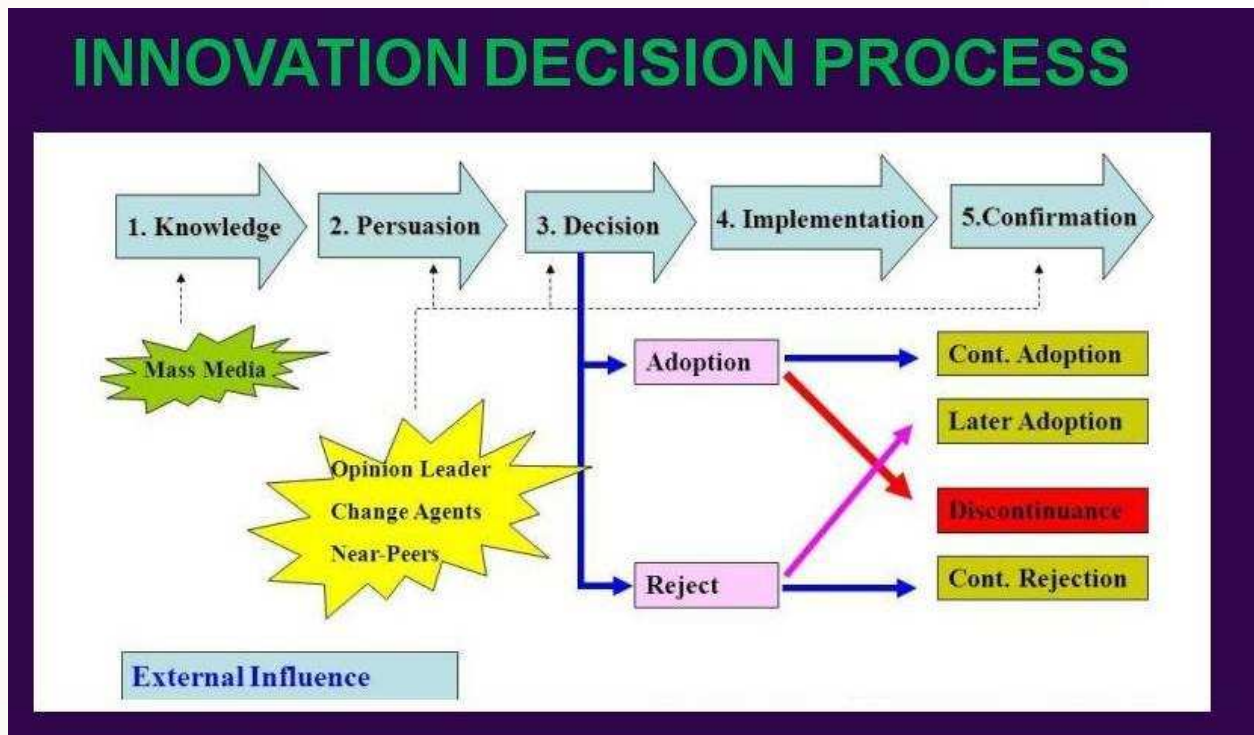 INNOVATION DECISION PROCESS
1. Knowledge
2. Persuasion
3. Decision
4. Implementation
5.Confirmation
Mass Media
Adoption
Cont. Adoption
Later Adoption
Opinion Leader
Change Agents
Near-Peers
Discontinuance
Reject
Cont. Rejection
External Influence